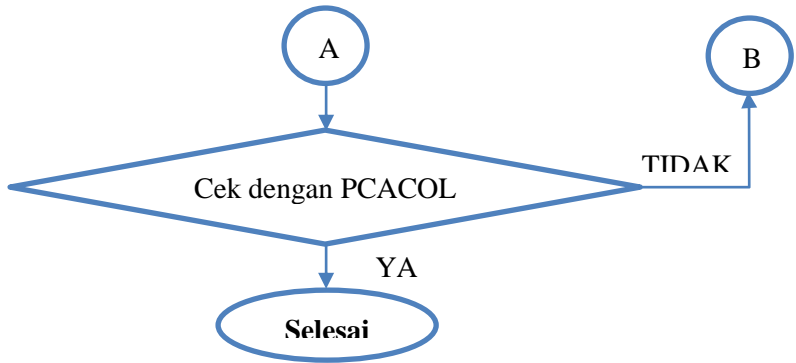 A
B
TIDAK
Cek dengan PCACOL
YA
Selesai